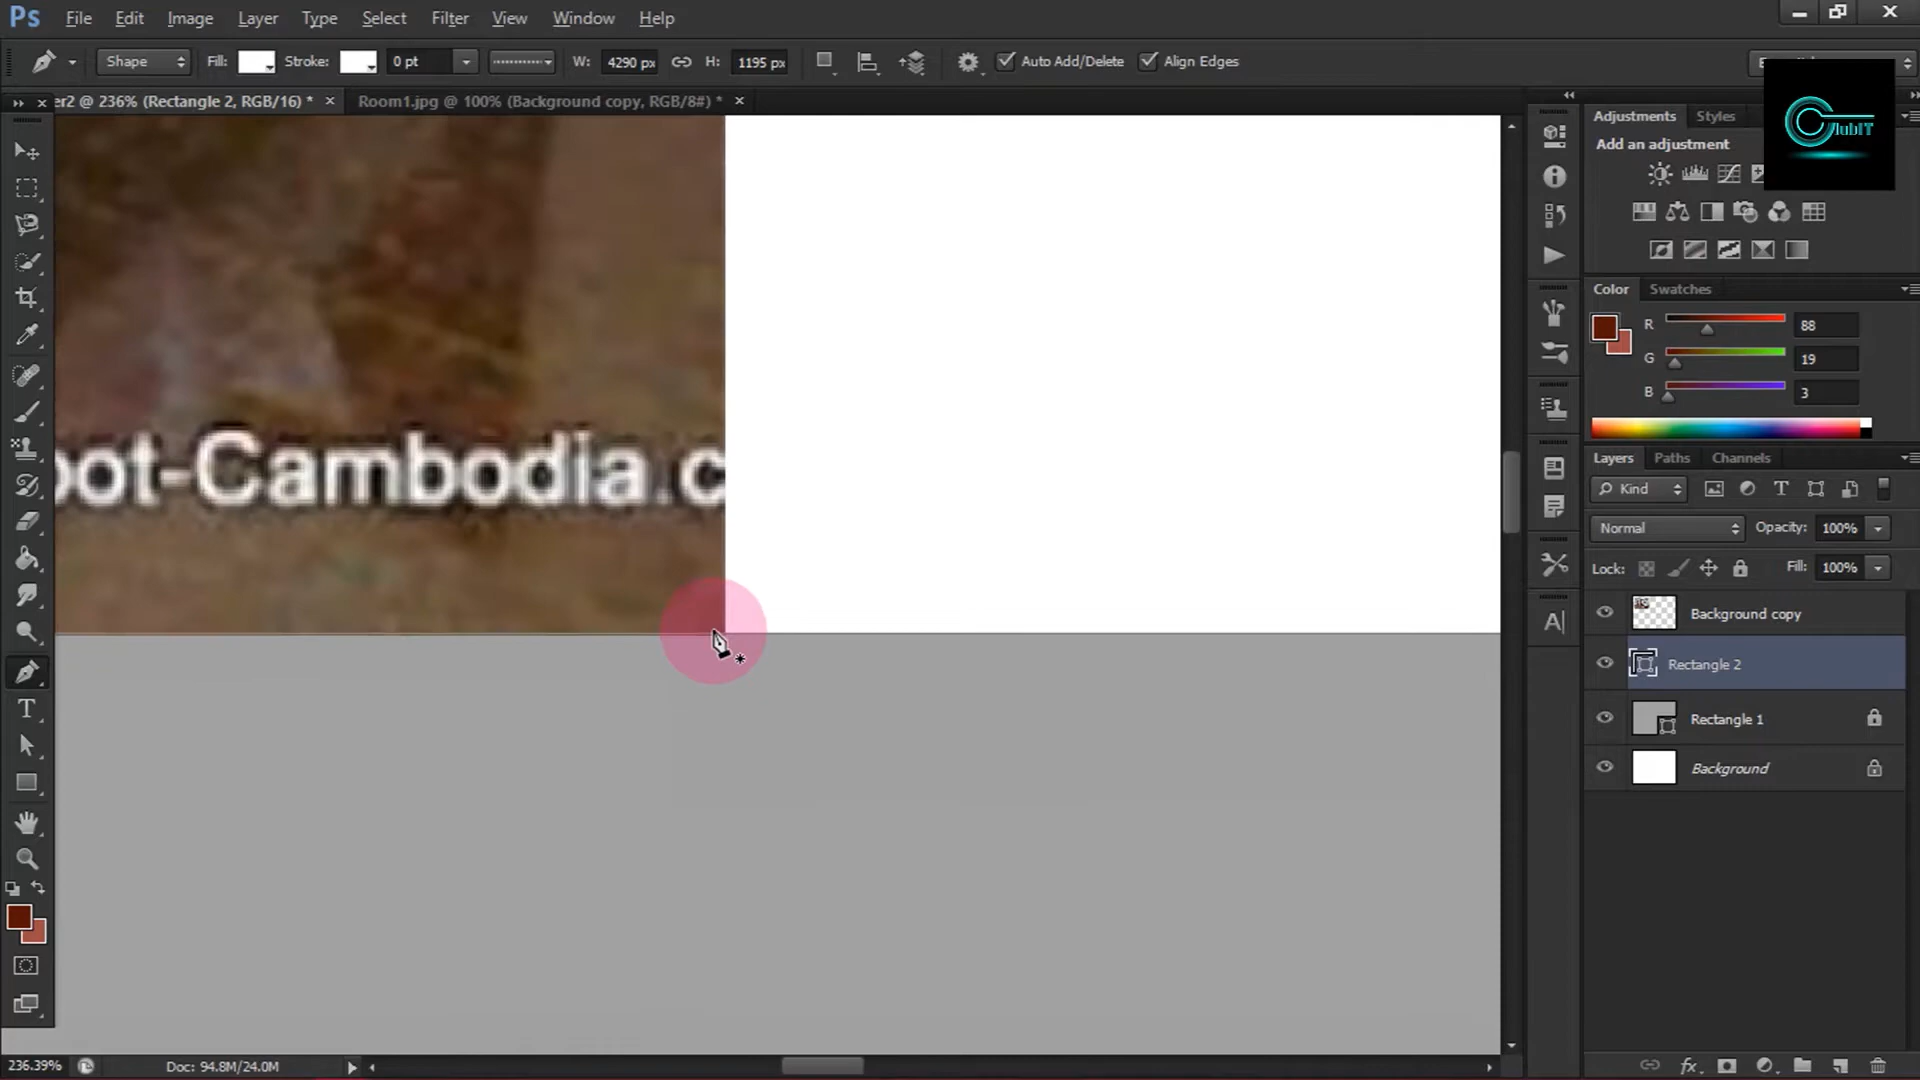 Ps File Edit Image Layer Type Select Filter View Window Help
Shape Fill: Stroke: 0 pt W: 4290 px H: 1195 px Auto Add/Delete Align Edges
er2 @ 236% (Rectangle 2, RGB/16) * × Room1.jpg @ 100% (Background copy, RGB/8#) * ×
lubIT
Adjustments Styles
Add an adjustment
Color Swatches
R 88
G 19
B 3
oot-Cambodia.c
Layers Paths Channels
Kind
Normal Opacity: 100%
Lock: Fill: 100%
Background copy
Rectangle 2
Rectangle 1
Background
236.39% Doc: 94.8M/24.0M